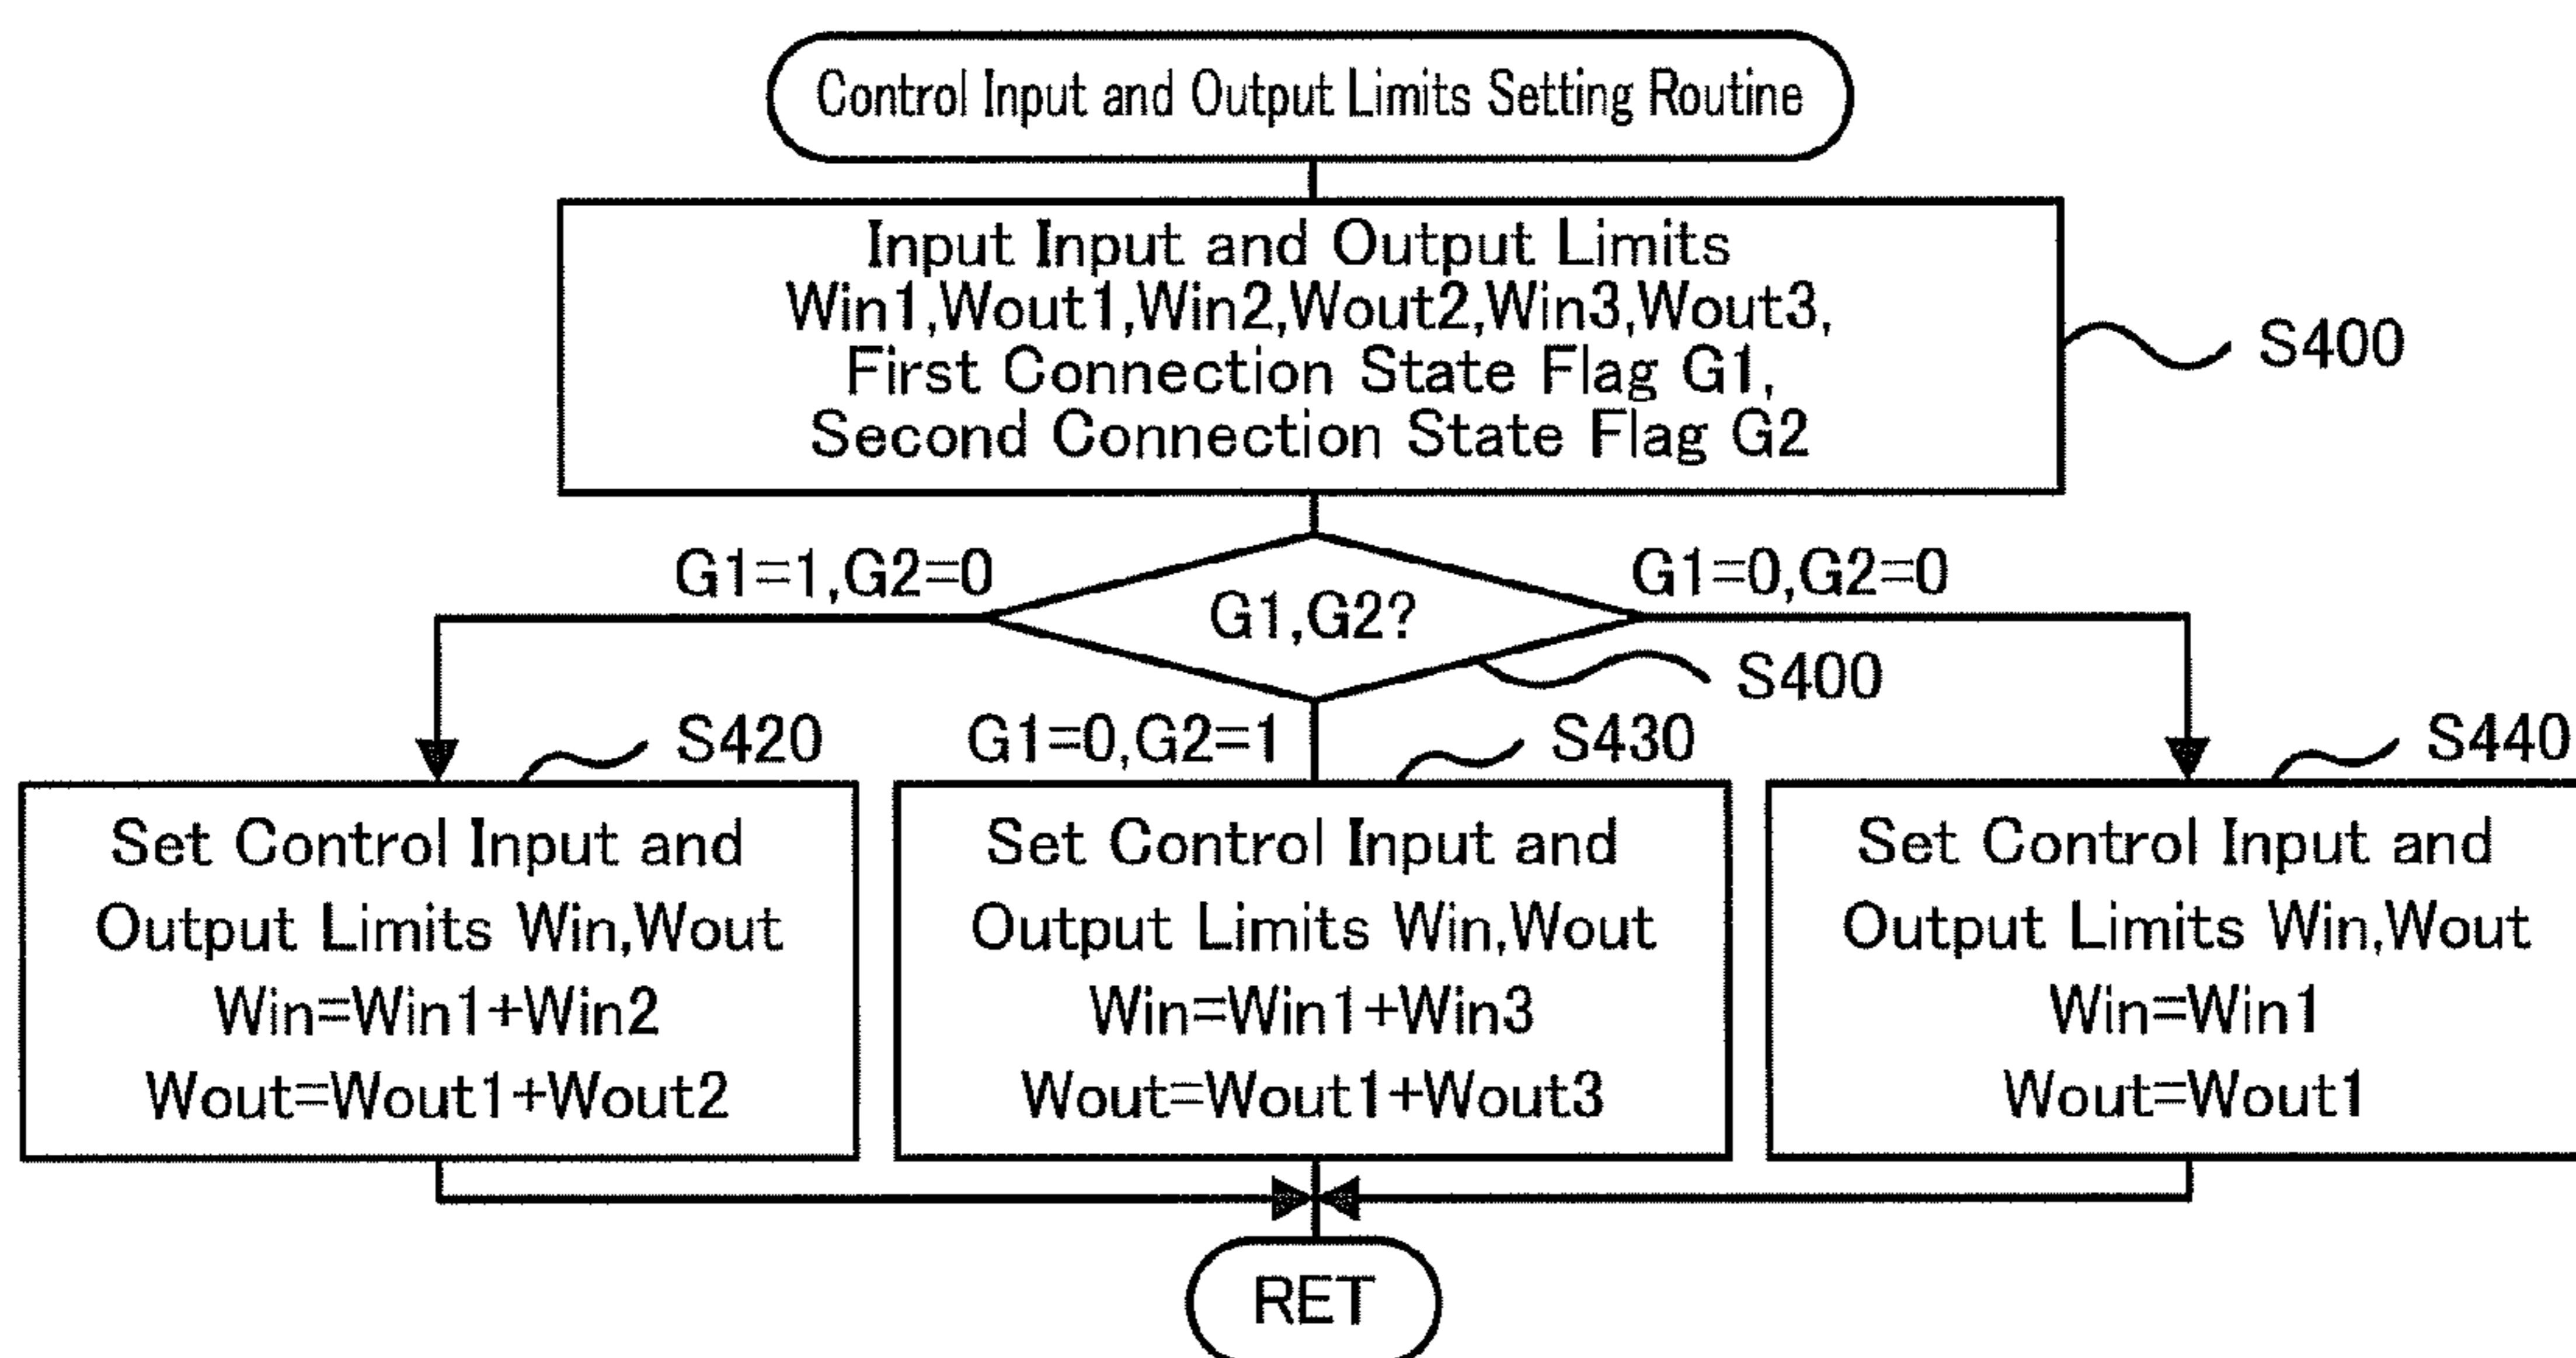 Control Input and Output Limits Setting Routine
Input Input and Output Limits
Win1,Wout1,Win2,Wout2,Win3,Wout3,
First Connection State Flag G1,
Second Connection State Flag G2
S400
G1=1,G2=0
G1,G2?
G1=0,G2=0
S400
S420
G1=0,G2=1
S430
S440
Set Control Input and
Output Limits Win,Wout
Win=Win1+Win2
Wout=Wout1+Wout2
Set Control Input and
Output Limits Win,Wout
Win=Win1+Win3
Wout=Wout1+Wout3
Set Control Input and
Output Limits Win,Wout
Win=Win1
Wout=Wout1
RET